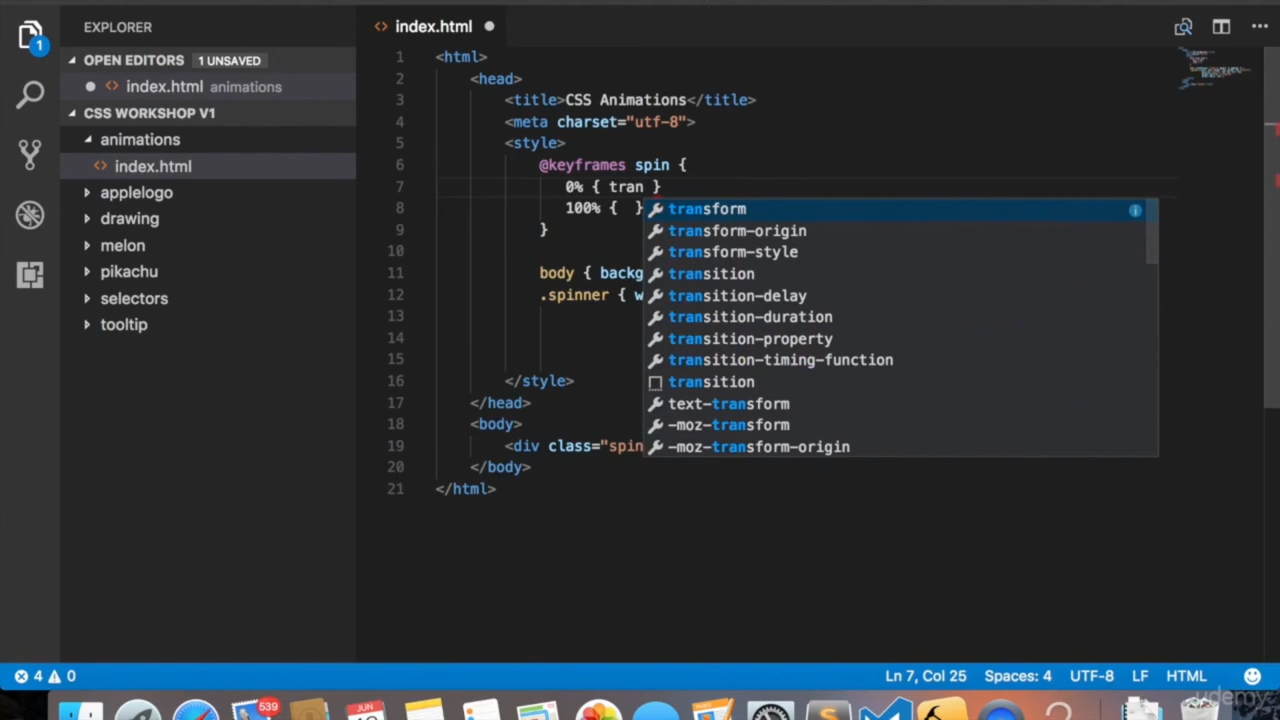 EXPLORER
OPEN EDITORS 1 UNSAVED
index.html animations
CSS WORKSHOP V1
animations
index.html
applelogo
drawing
melon
pikachu
selectors
tooltip
1
index.html
1 <html>
2 <head>
3 <title>CSS Animations</title>
4 <meta charset="utf-8">
5 <style>
6 @keyframes spin {
7 0% { tran }
8 100% { }
9 }
10
11 body { backg
12 .spinner { w
13
14
15
16 </style>
17 </head>
18 <body>
19 <div class="spin
20 </body>
21 </html>
transform
transform-origin
transform-style
transition
transition-delay
transition-duration
transition-property
transition-timing-function
transition
text-transform
-moz-transform
-moz-transform-origin
4 0 Ln 7, Col 25 Spaces: 4 UTF-8 LF HTML
539
JUN
udemy